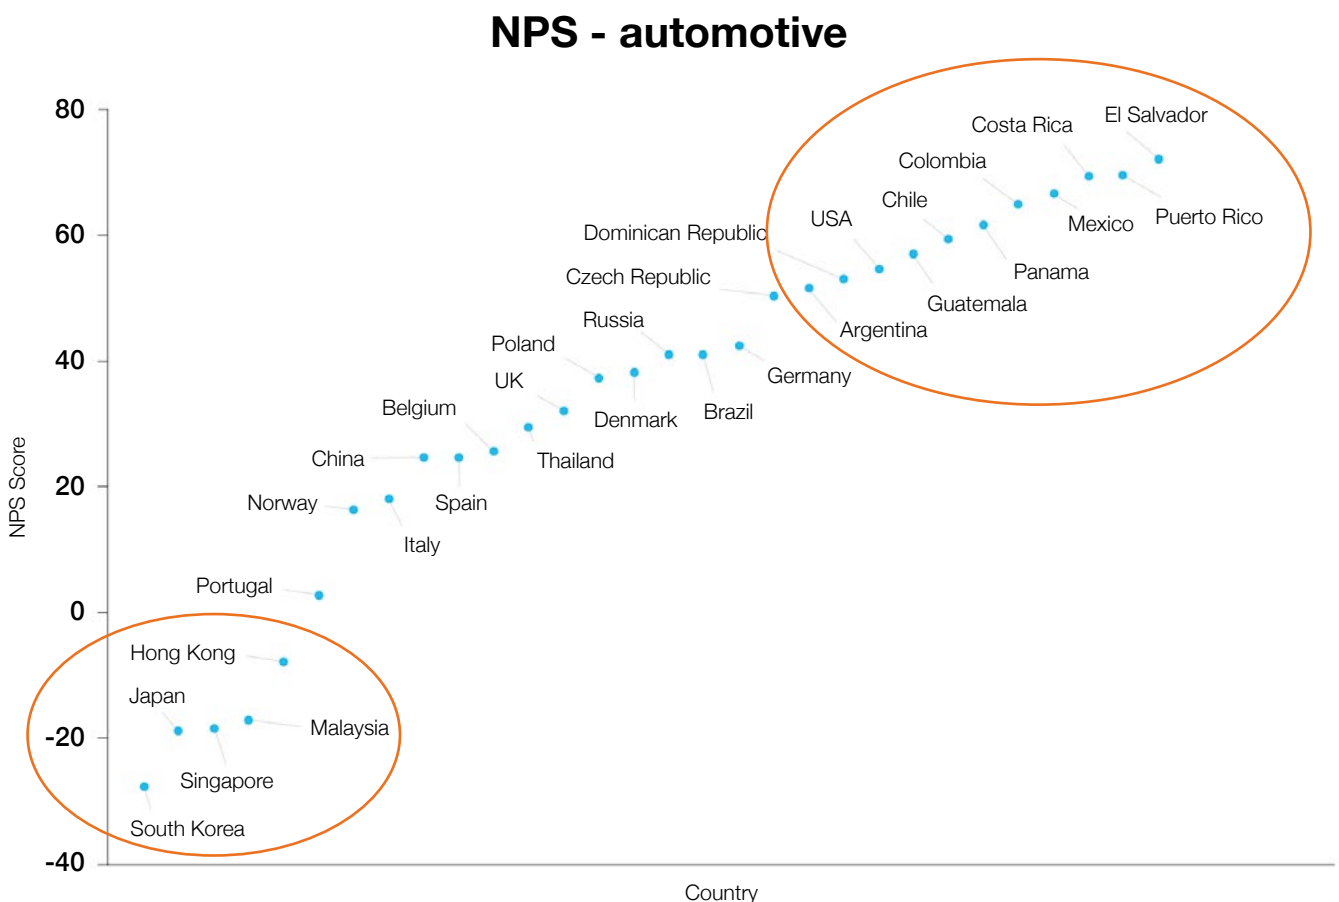 NPS - automotive
80
El Salvador
Costa Rica
Colombia
Chile
USA
Puerto Rico
Mexico
Dominican Republic
60
Panama
Czech Republic
Guatemala
Russia
Argentina
Poland
40
UK
Germany
Belgium
Denmark
Brazil
China
Thailand
20
Norway
Spain
Italy
NPS Score
Portugal
0
Hong Kong
Japan
Malaysia
-20
Singapore
South Korea
-40
Country